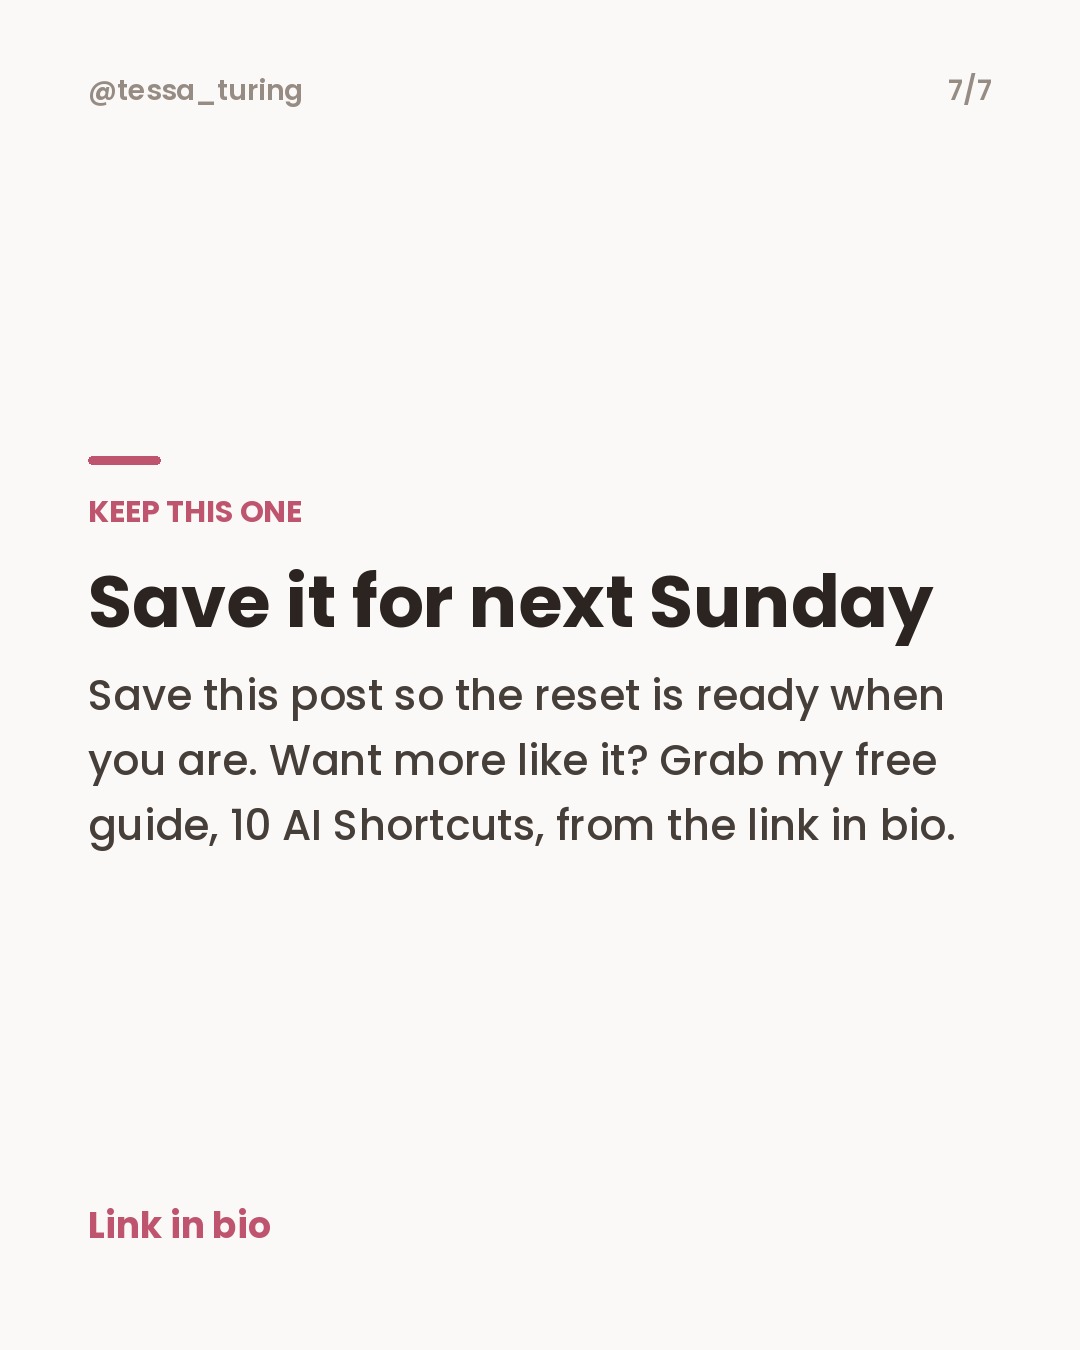 @tessa_turing
7/7
KEEP THIS ONE
Save it for next Sunday
Save this post so the reset is ready when
you are. Want more like it? Grab my free
guide, 10 AI Shortcuts, from the link in bio.
Link in bio